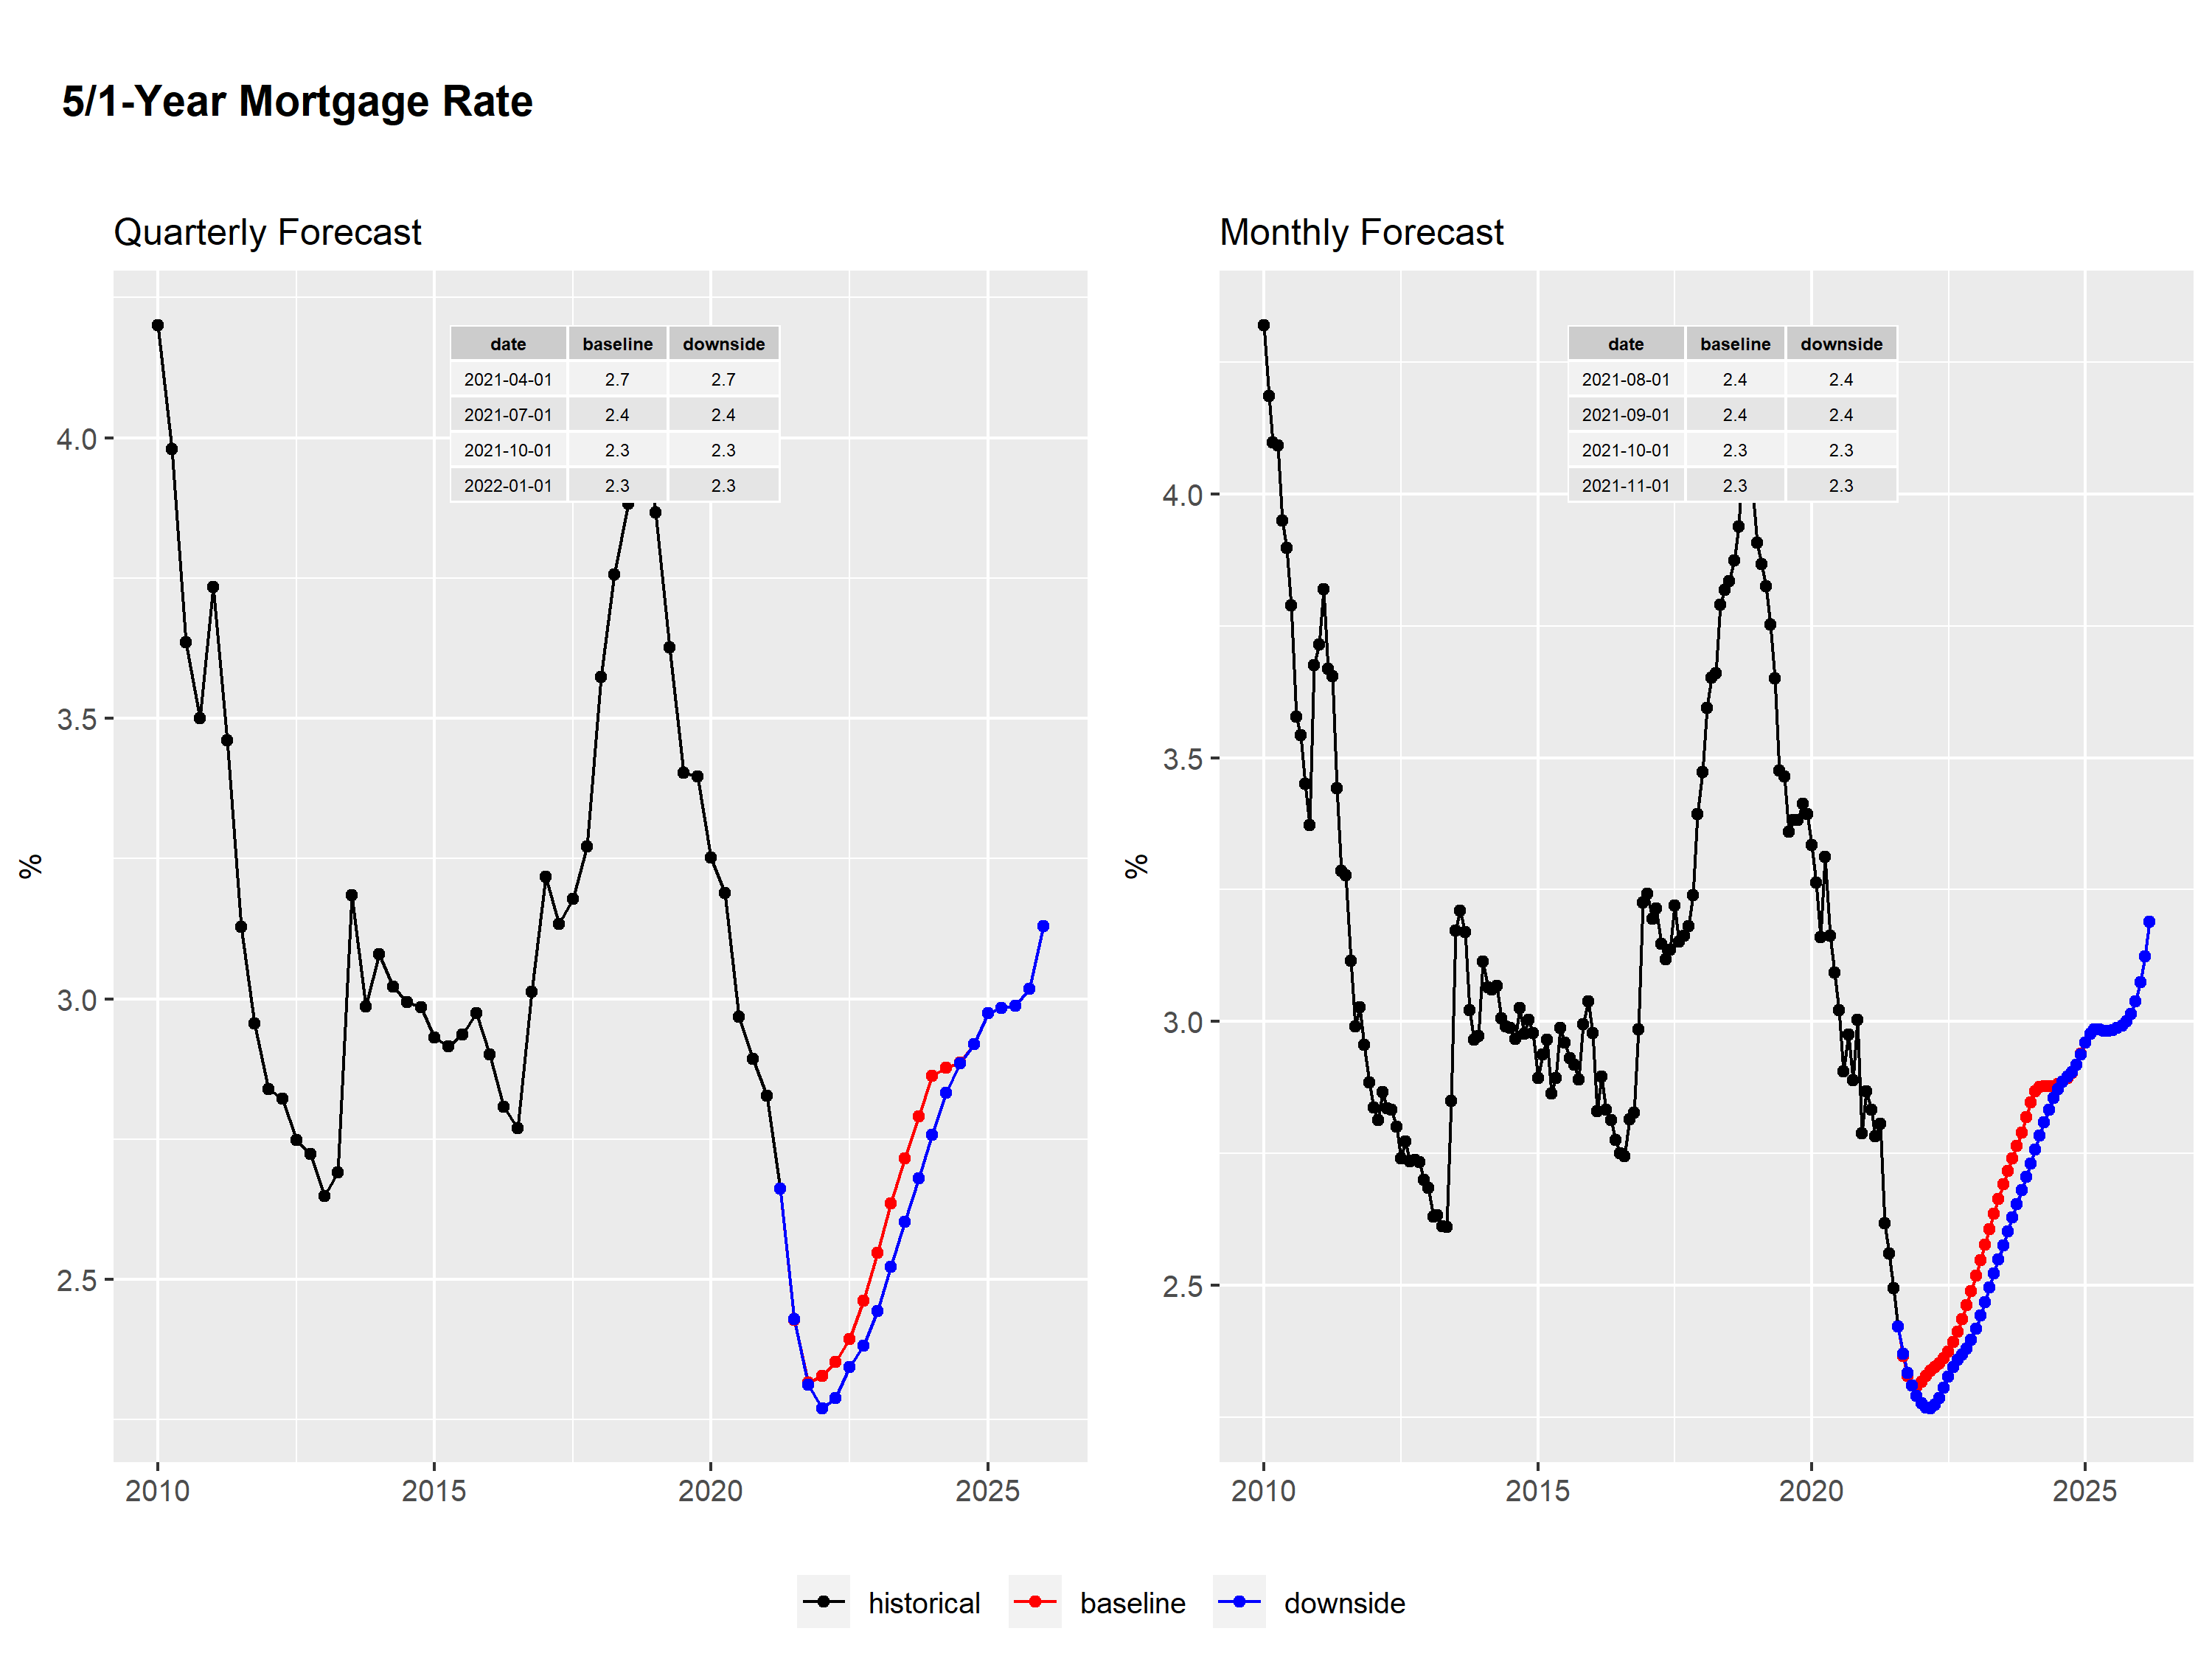 5/1-Year Mortgage Rate
Quarterly Forecast
date baseline downside
2021-04-01 2.7 2.7
2021-07-01 2.4 2.4
2021-10-01 2.3 2.3
2022-01-01 2.3 2.3
4.0
3.5
3.0
2.5
%
2010 2015 2020 2025
Monthly Forecast
date baseline downside
2021-08-01 2.4 2.4
2021-09-01 2.4 2.4
2021-10-01 2.3 2.3
2021-11-01 2.3 2.3
4.0
3.5
3.0
2.5
%
2010 2015 2020 2025
historical baseline downside